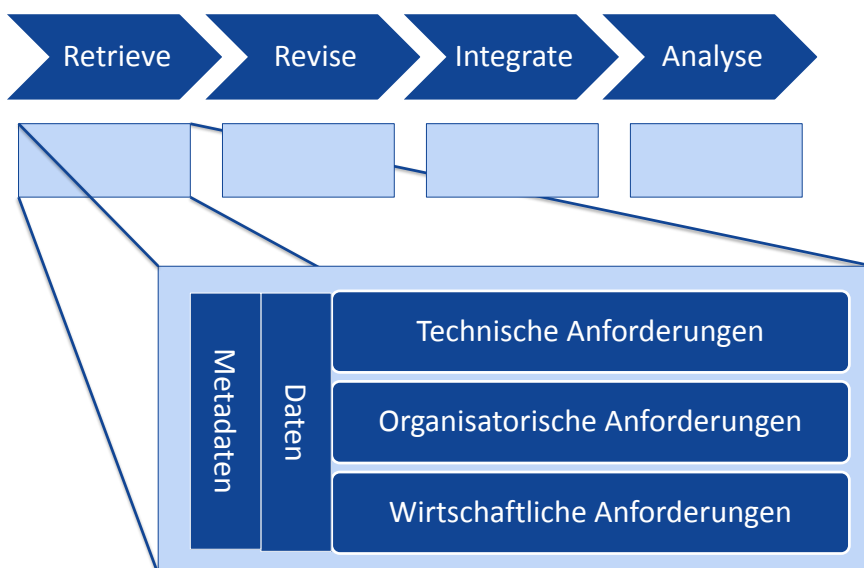 Retrieve
Revise
Integrate
Analyse
Metadaten
Daten
Technische Anforderungen
Organisatorische Anforderungen
Wirtschaftliche Anforderungen